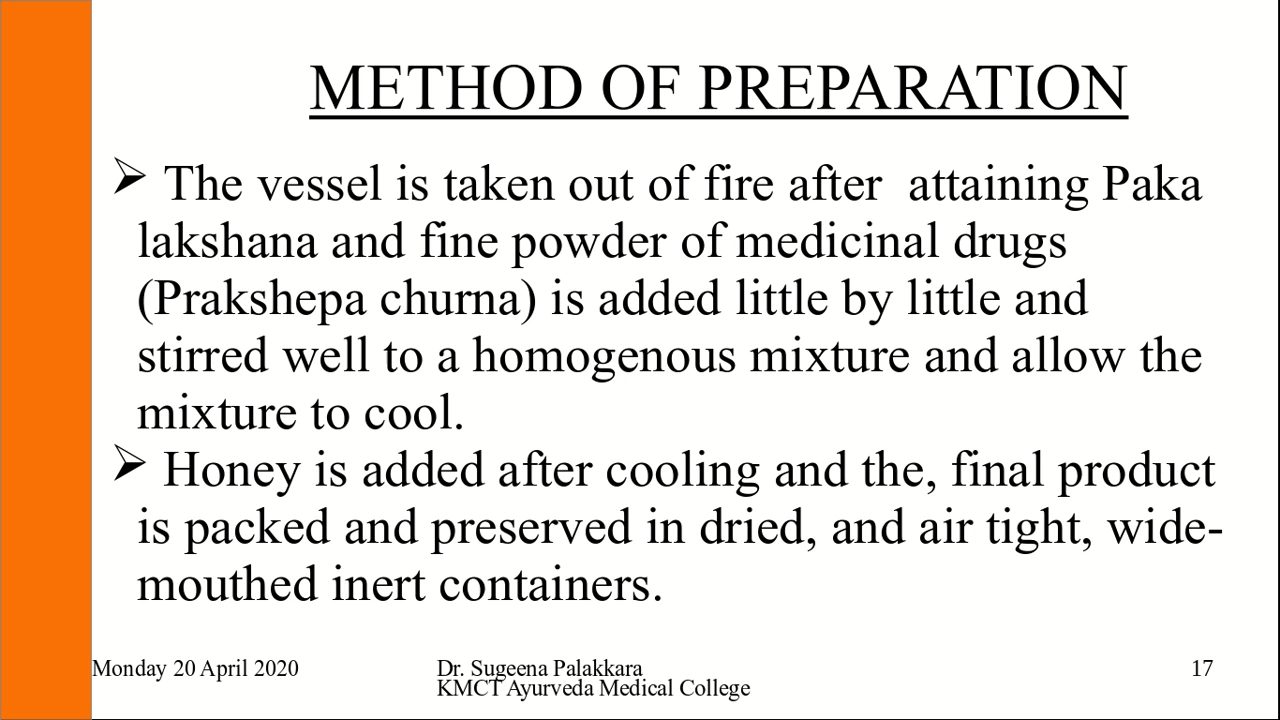 METHOD OF PREPARATION
➢ The vessel is taken out of fire after  attaining Paka
lakshana and fine powder of medicinal drugs
(Prakshepa churna) is added little by little and
stirred well to a homogenous mixture and allow the
mixture to cool.
➢ Honey is added after cooling and the, final product
is packed and preserved in dried, and air tight, wide-
mouthed inert containers.
Monday 20 April 2020
Dr. Sugeena Palakkara
KMCT Ayurveda Medical College
17